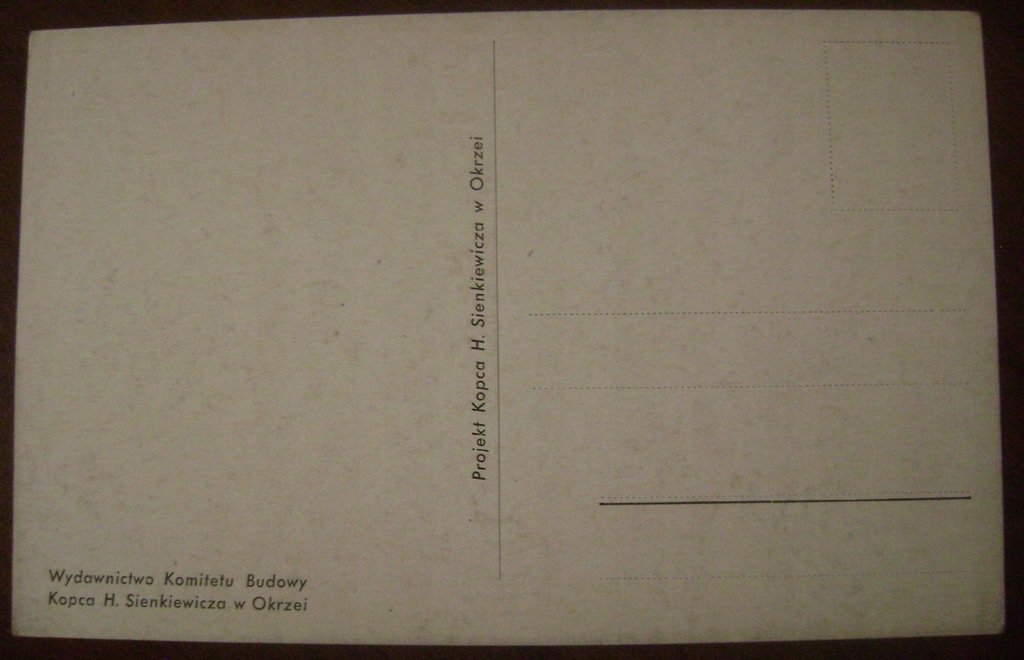 Projekt Kopca H. Sienkiewicza w Okrzei
Wydawnictwo Komitetu Budowy
Kopca H. Sienkiewicza w Okrzei